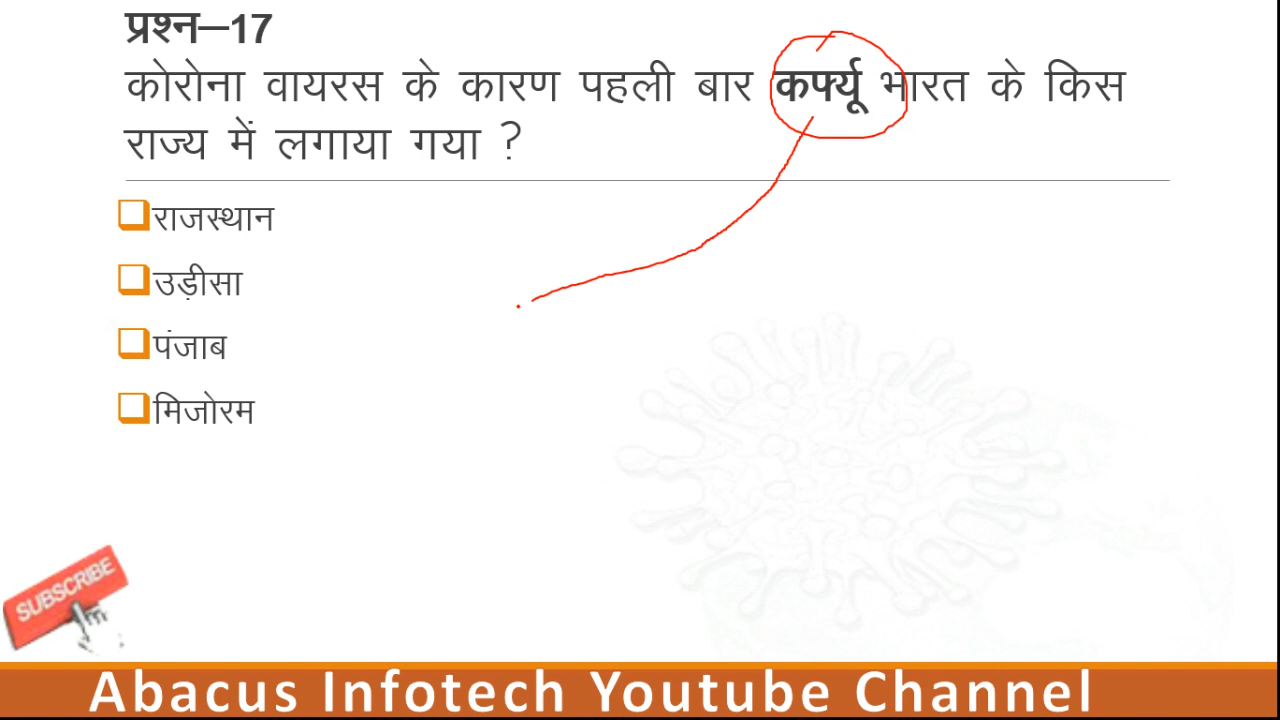 प्रश्न–17
कोरोना वायरस के कारण पहली बार कर्फ्यू भारत के किस
राज्य में लगाया गया ?
राजस्थान
उड़ीसा
पंजाब
मिजोरम
SUBSCRIBE
Abacus Infotech Youtube Channel